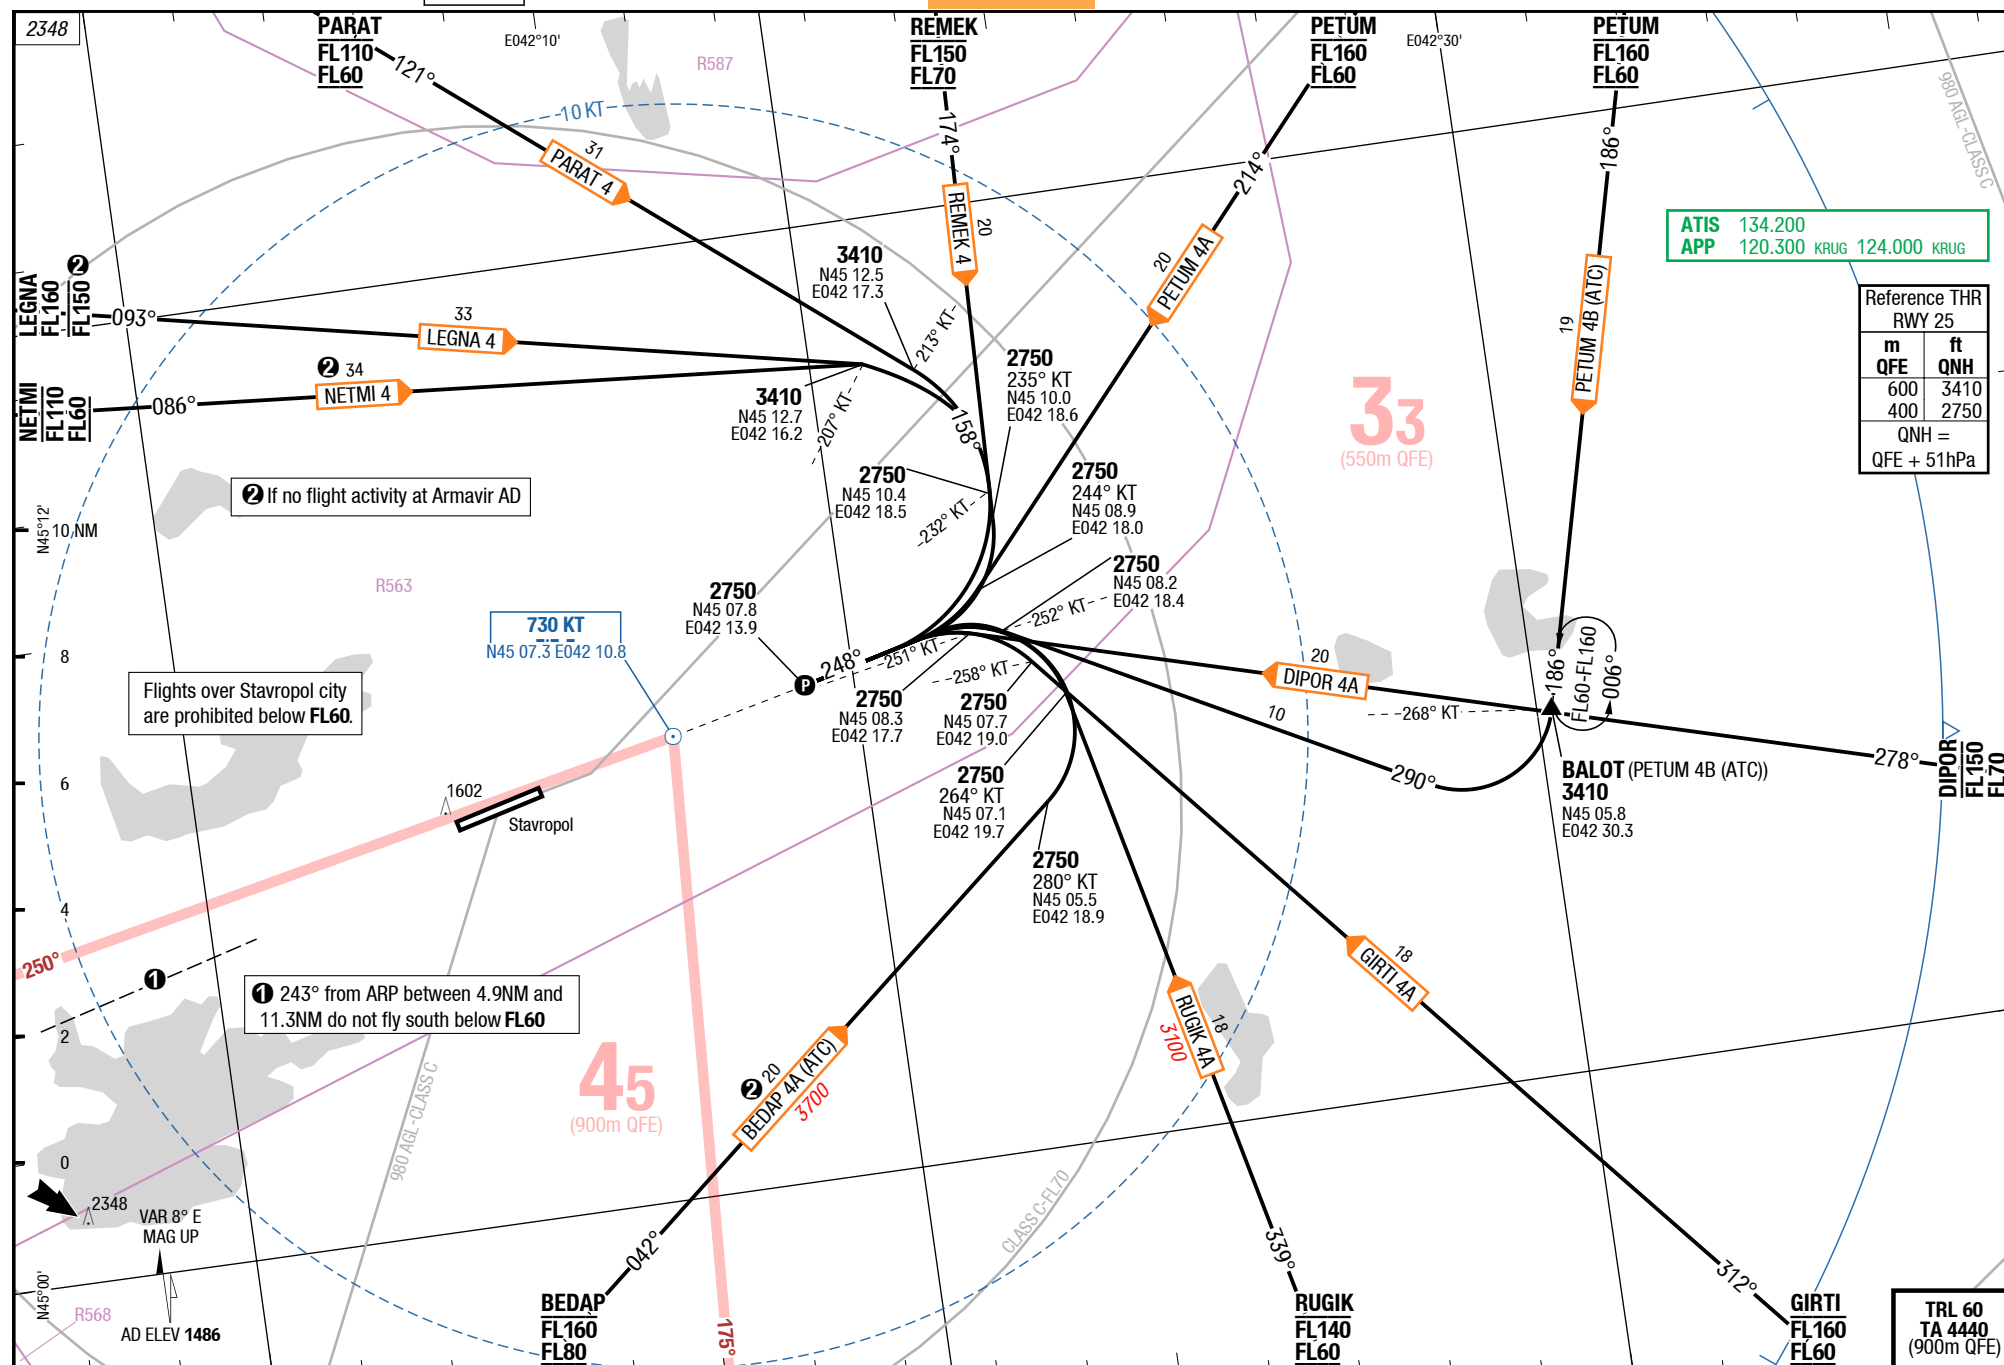 2348
PARAT
FL110
FL60
E042°10'
R587
REMEK
FL150
FL70
PETUM
FL160
FL60
E042°30'
PETUM
FL160
FL60
980 AGL-CLASS C
121°
10 KT
174°
214°
186°
31
PARAT 4
REMEK 4
20
20
PETUM 4A
19
PETUM 4B (ATC)
ATIS 134.200
APP 120.300 KRUG 124.000 KRUG
Reference THR
RWY 25
m ft
QFE QNH
600 3410
400 2750
QNH =
QFE + 51hPa
LEGNA
FL160
FL150
2
093°
33
LEGNA 4
3410
N45 12.5
E042 17.3
213° KT
NETMI
FL110
FL60
086°
2 34
NETMI 4
3410
N45 12.7
E042 16.2
207° KT
158°
2750
235° KT
N45 10.0
E042 18.6
33
(550m QFE)
2 If no flight activity at Armavir AD
2750
N45 10.4
E042 18.5
232° KT
2750
244° KT
N45 08.9
E042 18.0
N45°12'
10 NM
R563
2750
N45 07.8
E042 13.9
2750
N45 08.2
E042 18.4
252° KT
730 KT
N45 07.3 E042 10.8
8
248°
P
251° KT
258° KT
20
DIPOR 4A
186°
FL60-FL160
006°
Flights over Stavropol city
are prohibited below FL60.
2750
N45 08.3
E042 17.7
2750
N45 07.7
E042 19.0
10
268° KT
278°
DIPOR
FL150
FL70
290°
BALOT (PETUM 4B (ATC))
3410
N45 05.8
E042 30.3
6
1602
Stavropol
2750
264° KT
N45 07.1
E042 19.7
2750
280° KT
N45 05.5
E042 18.9
4
250°
1
1 243° from ARP between 4.9NM and
11.3NM do not fly south below FL60
18
GIRTI 4A
2
45
(900m QFE)
2 20
BEDAP 4A (ATC)
3700
18
RUGIK 4A
3100
980 AGL-CLASS C
0
2348
VAR 8° E
MAG UP
CLASS C-FL70
042°
339°
312°
N45°00'
R568
AD ELEV 1486
BEDAP
FL160
FL80
175°
RUGIK
FL140
FL60
GIRTI
FL160
FL60
TRL 60
TA 4440
(900m QFE)